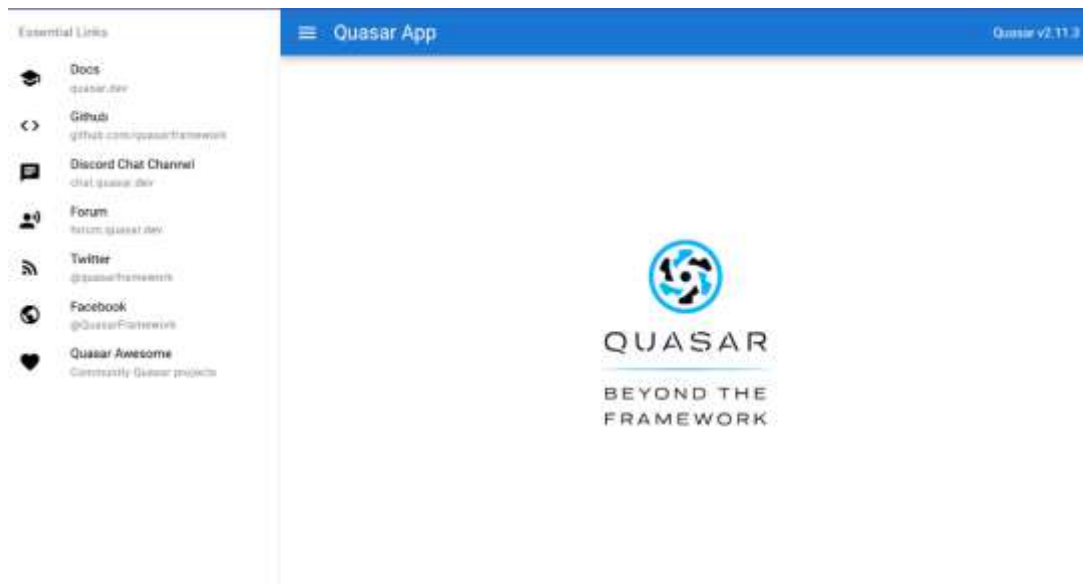 Essential Links
Docs
quasar.dev
Github
github.com/quasarframework
Discord Chat Channel
chat.quasar.dev
Forum
forum.quasar.dev
Twitter
@quasarframework
Facebook
@QuasarFramework
Quasar Awesome
Community Quasar projects
Quasar App
Quasar v2.11.3
QUASAR
BEYOND THE
FRAMEWORK